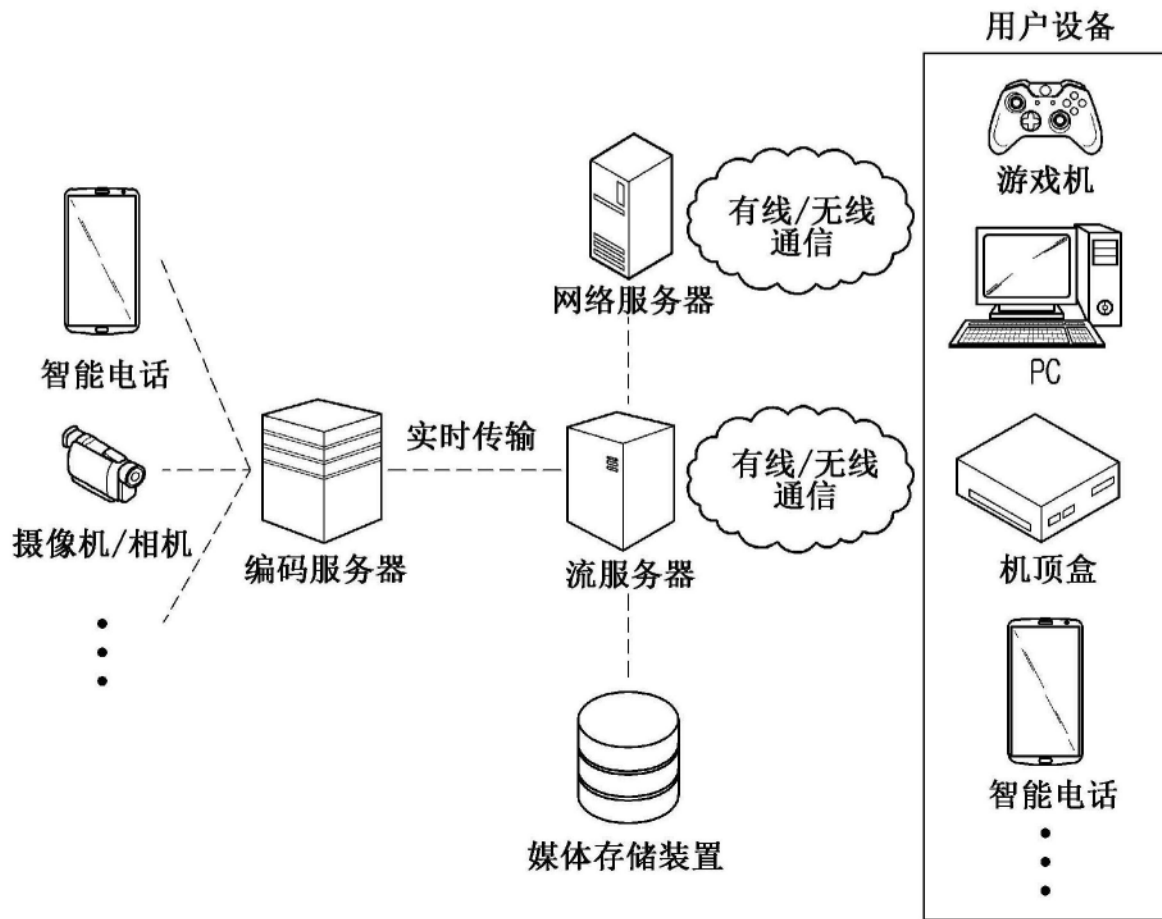 用户设备
游戏机
有线/无线
通信
网络服务器
PC
智能电话
实时传输
有线/无线
通信
摄像机/相机
编码服务器
流服务器
机顶盒
智能电话
媒体存储装置